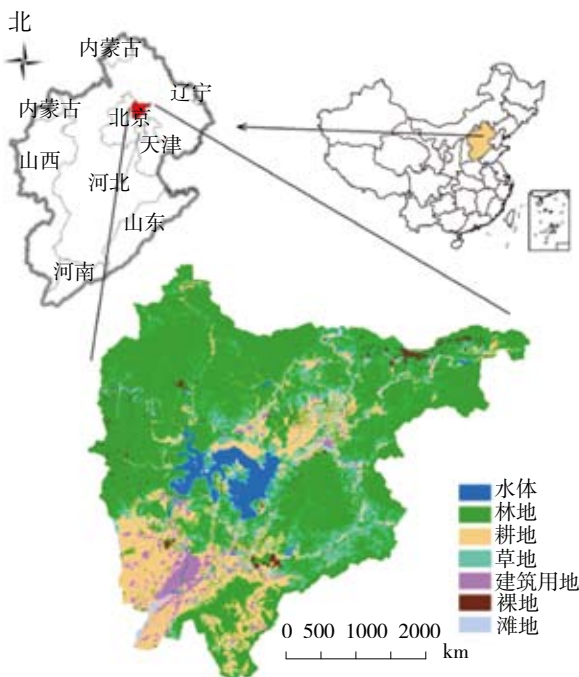 北
内蒙古
辽宁
内蒙古
北京
天津
山西
河北
山东
河南
水体
林地
耕地
草地
建筑用地
裸地
滩地
0 500 1000 2000
km